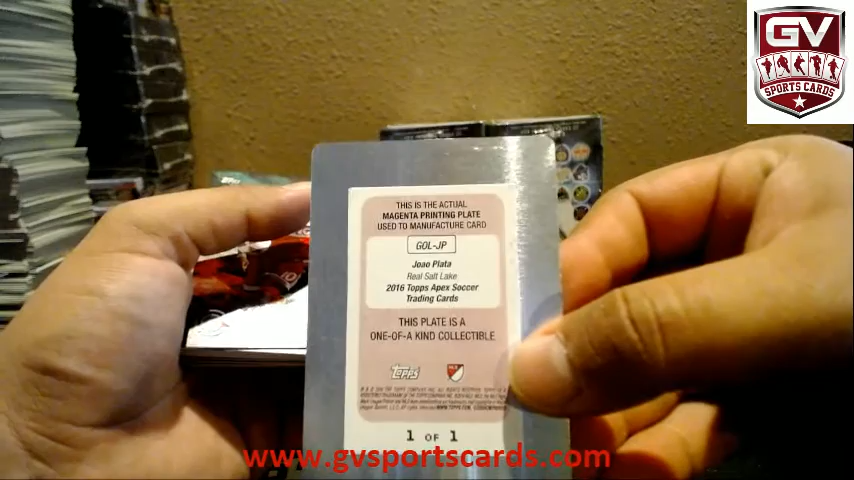 GV
SPORTS CARDS
THIS IS THE ACTUAL
MAGENTA PRINTING PLATE
USED TO MANUFACTURE CARD
GOL-JP
Joao Plata
Real Salt Lake
2016 Topps Apex Soccer
Trading Cards
THIS PLATE IS A
ONE-OF-A KIND COLLECTIBLE
Topps
MLS
1 OF 1
www.gvsportscards.com